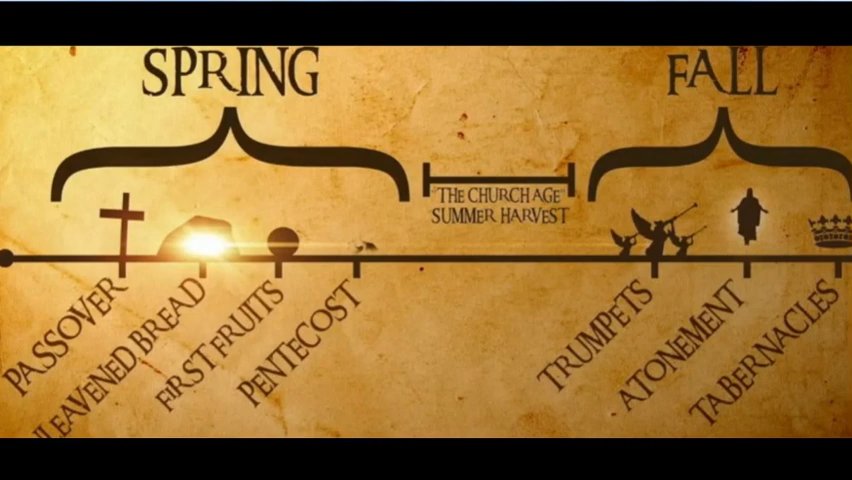 SPRING
FALL
"THE CHURCH AGE"
SUMMER HARVEST
PASSOVER
LEAVENED BREAD
FIRST FRUITS
PENTECOST
TRUMPETS
ATONEMENT
TABERNACLES